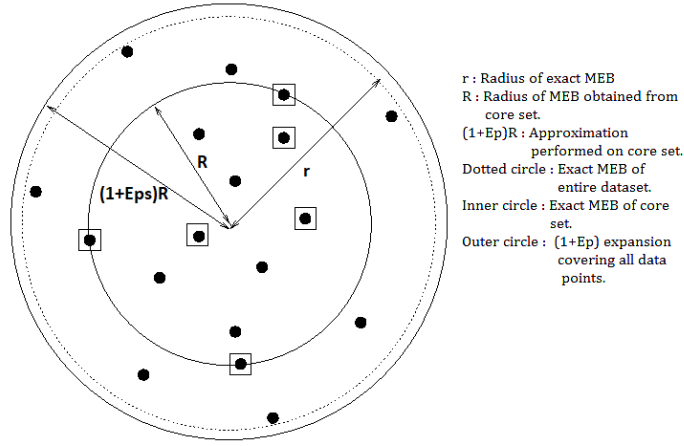 r : Radius of exact MEB
R : Radius of MEB obtained from
core set.
(1+Ep)R : Approximation
performed on core set.
Dotted circle : Exact MEB of
entire dataset.
Inner circle : Exact MEB of core
set.
Outer circle : (1+Ep) expansion
covering all data
points.
R
r
(1+Eps)R